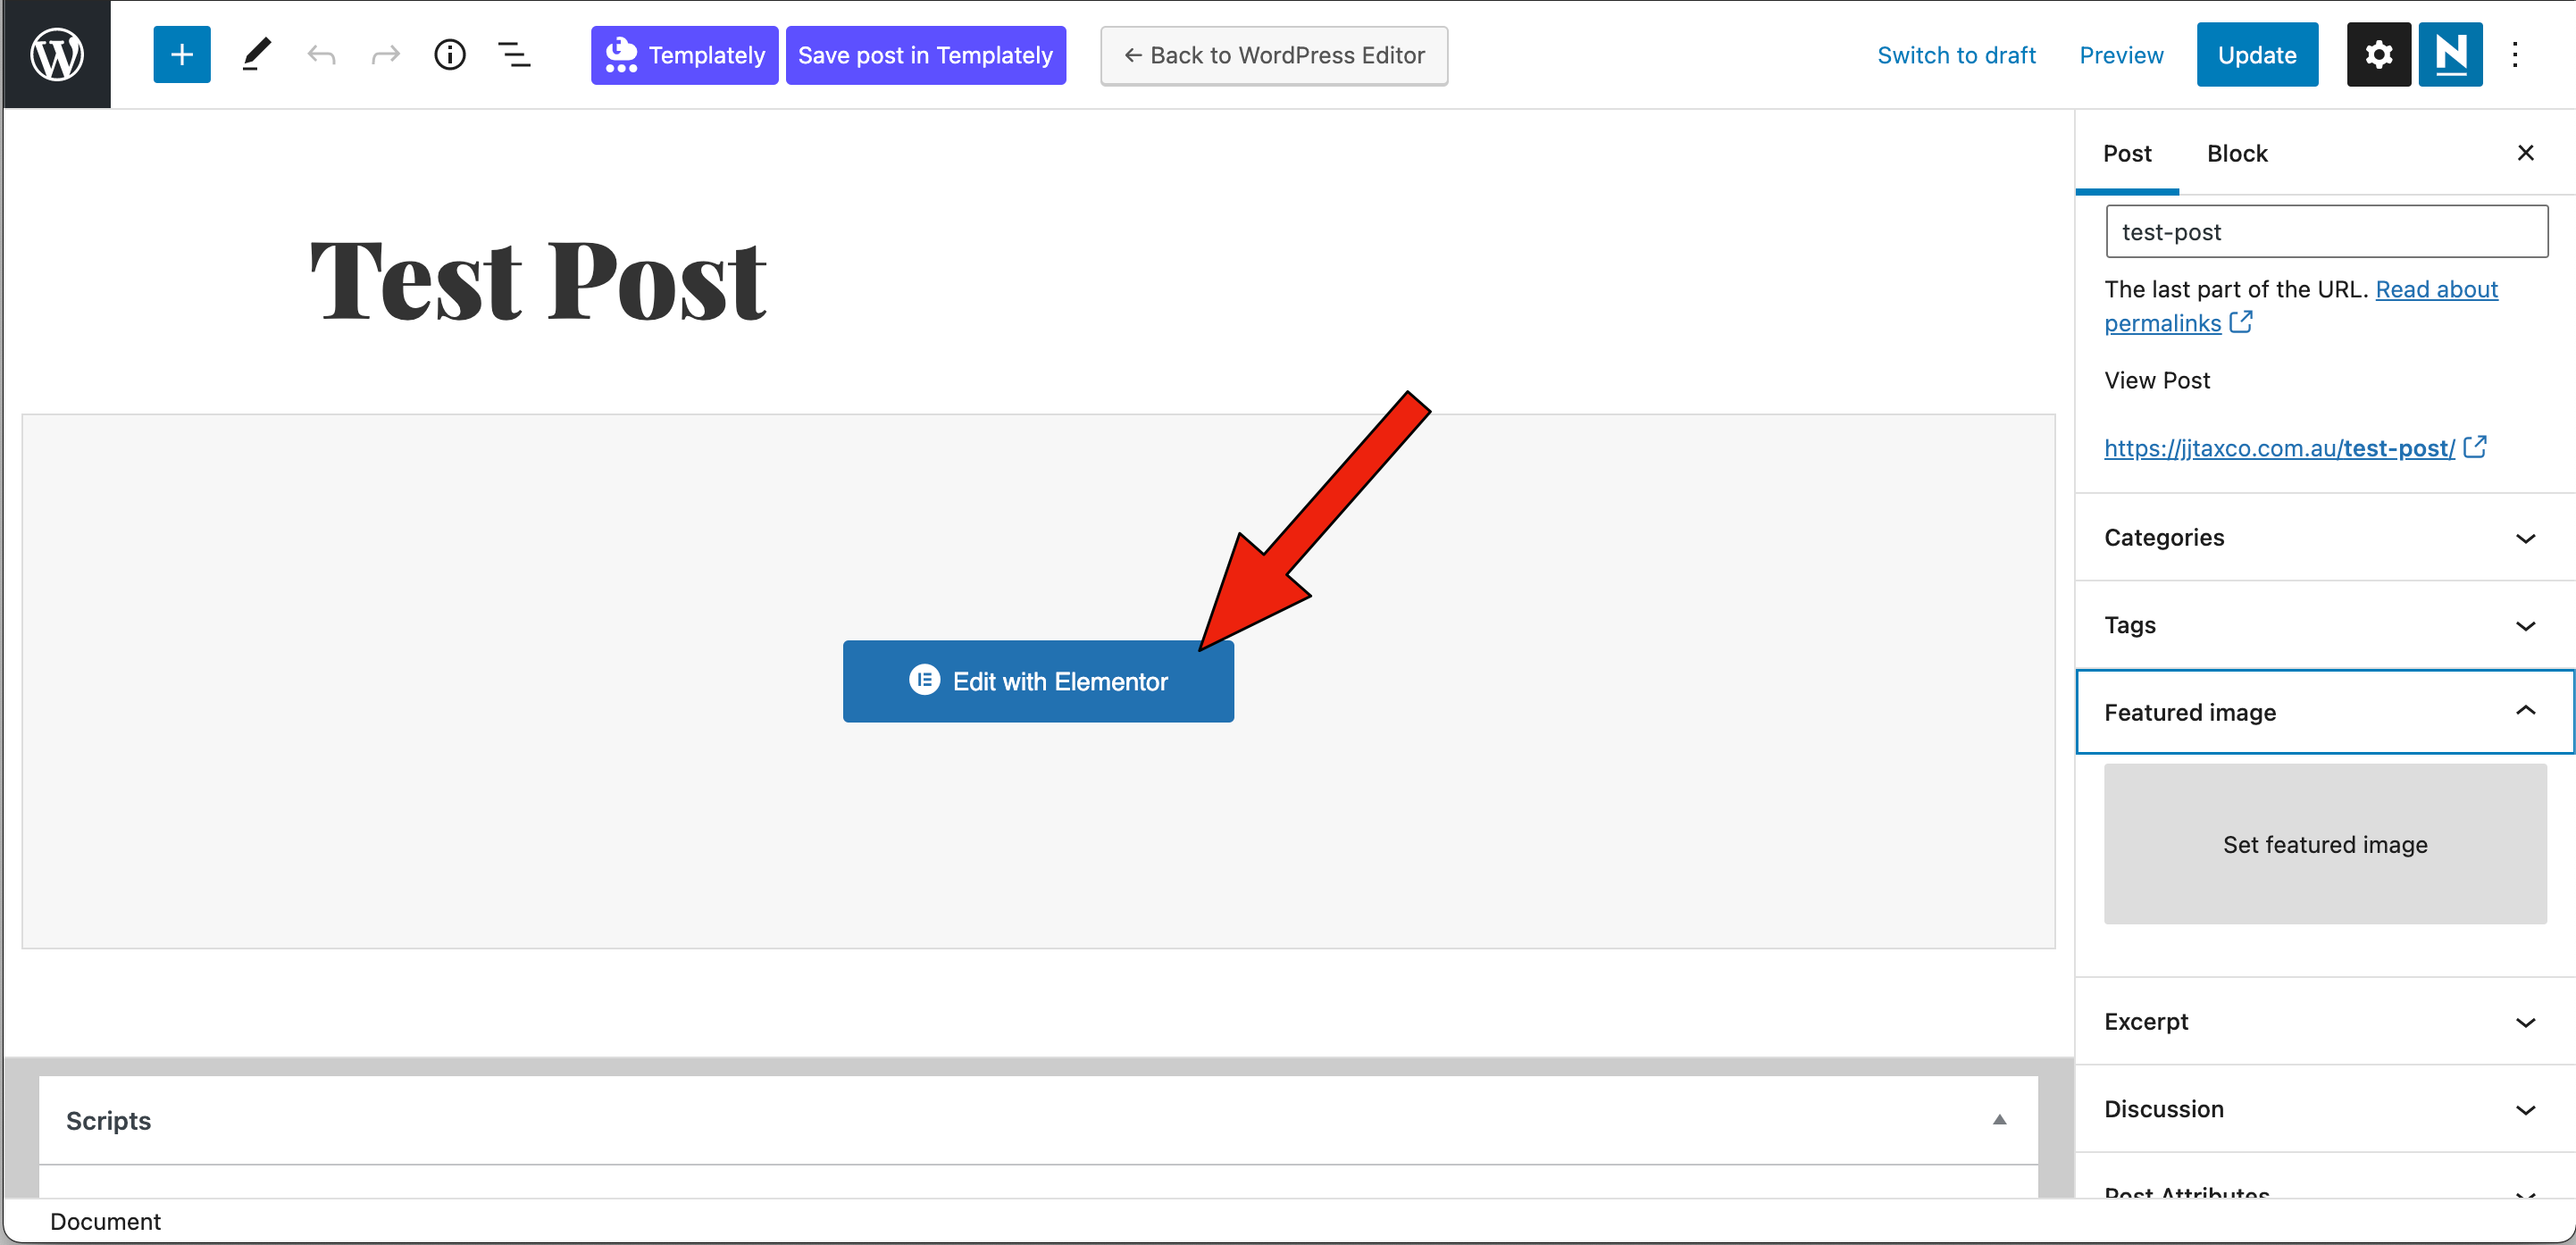 Templately
Save post in Templately
← Back to WordPress Editor
Switch to draft
Preview
Update
Test Post
Edit with Elementor
Scripts
Document
Post
Block
test-post
The last part of the URL. Read about
permalinks
View Post
https://jjtaxco.com.au/test-post/
Categories
Tags
Featured image
Set featured image
Excerpt
Discussion
Post Attributes